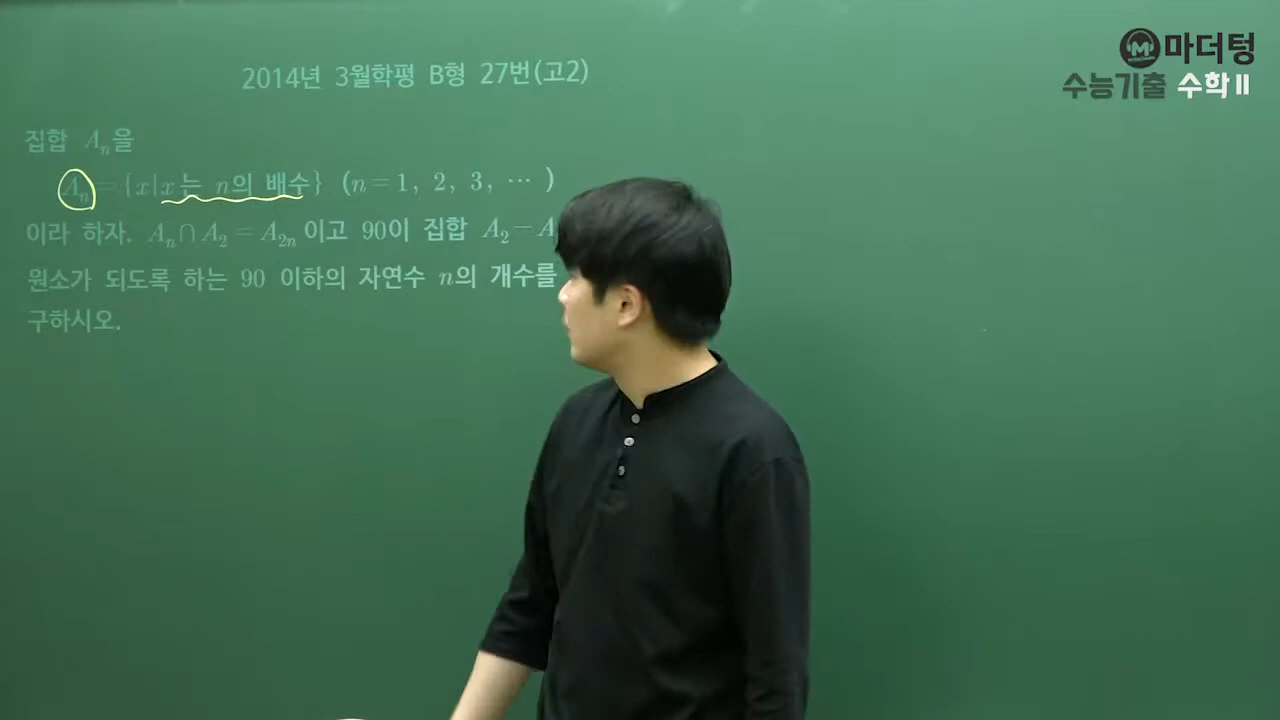 마더텅
수능기출 수학Ⅱ
2014년 3월학평 B형 27번(고2)
집합 Aₙ을
Aₙ={x|x는 n의 배수} (n=1, 2, 3, ⋯ )
이라 하자. Aₙ∩A₂=A₂ₙ이고 90이 집합 A₂-A
원소가 되도록 하는 90 이하의 자연수 n의 개수를
구하시오.